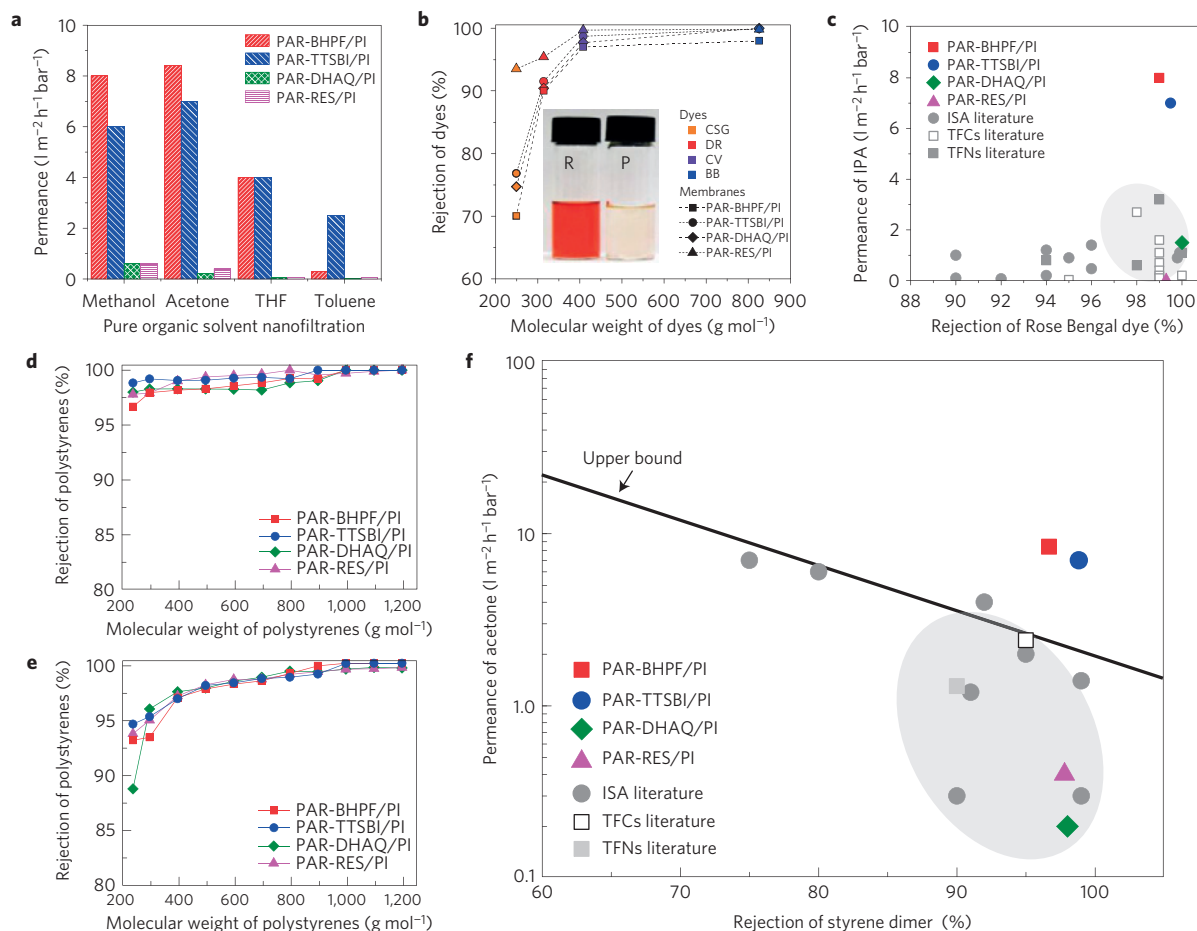 a
10
8
6
4
2
0
Permeance (l m⁻² h⁻¹ bar⁻¹)
PAR-BHPF/PI
PAR-TTSBI/PI
PAR-DHAQ/PI
PAR-RES/PI
Methanol Acetone THF Toluene
Pure organic solvent nanofiltration
b
100
90
80
70
60
Rejection of dyes (%)
R P
Dyes
CSG
DR
CV
BB
Membranes
PAR-BHPF/PI
PAR-TTSBI/PI
PAR-DHAQ/PI
PAR-RES/PI
200 300 400 500 600 700 800 900
Molecular weight of dyes (g mol⁻¹)
c
10
8
6
4
2
0
Permeance of IPA (l m⁻² h⁻¹ bar⁻¹)
PAR-BHPF/PI
PAR-TTSBI/PI
PAR-DHAQ/PI
PAR-RES/PI
ISA literature
TFCs literature
TFNs literature
88 90 92 94 96 98 100
Rejection of Rose Bengal dye (%)
d
100
95
90
85
80
Rejection of polystyrenes (%)
PAR-BHPF/PI
PAR-TTSBI/PI
PAR-DHAQ/PI
PAR-RES/PI
200 400 600 800 1,000 1,200
Molecular weight of polystyrenes (g mol⁻¹)
e
100
95
90
85
80
Rejection of polystyrenes (%)
PAR-BHPF/PI
PAR-TTSBI/PI
PAR-DHAQ/PI
PAR-RES/PI
200 400 600 800 1,000 1,200
Molecular weight of polystyrenes (g mol⁻¹)
f
100
10
1.0
0.1
Permeance of acetone (l m⁻² h⁻¹ bar⁻¹)
Upper bound
PAR-BHPF/PI
PAR-TTSBI/PI
PAR-DHAQ/PI
PAR-RES/PI
ISA literature
TFCs literature
TFNs literature
60 70 80 90 100
Rejection of styrene dimer (%)